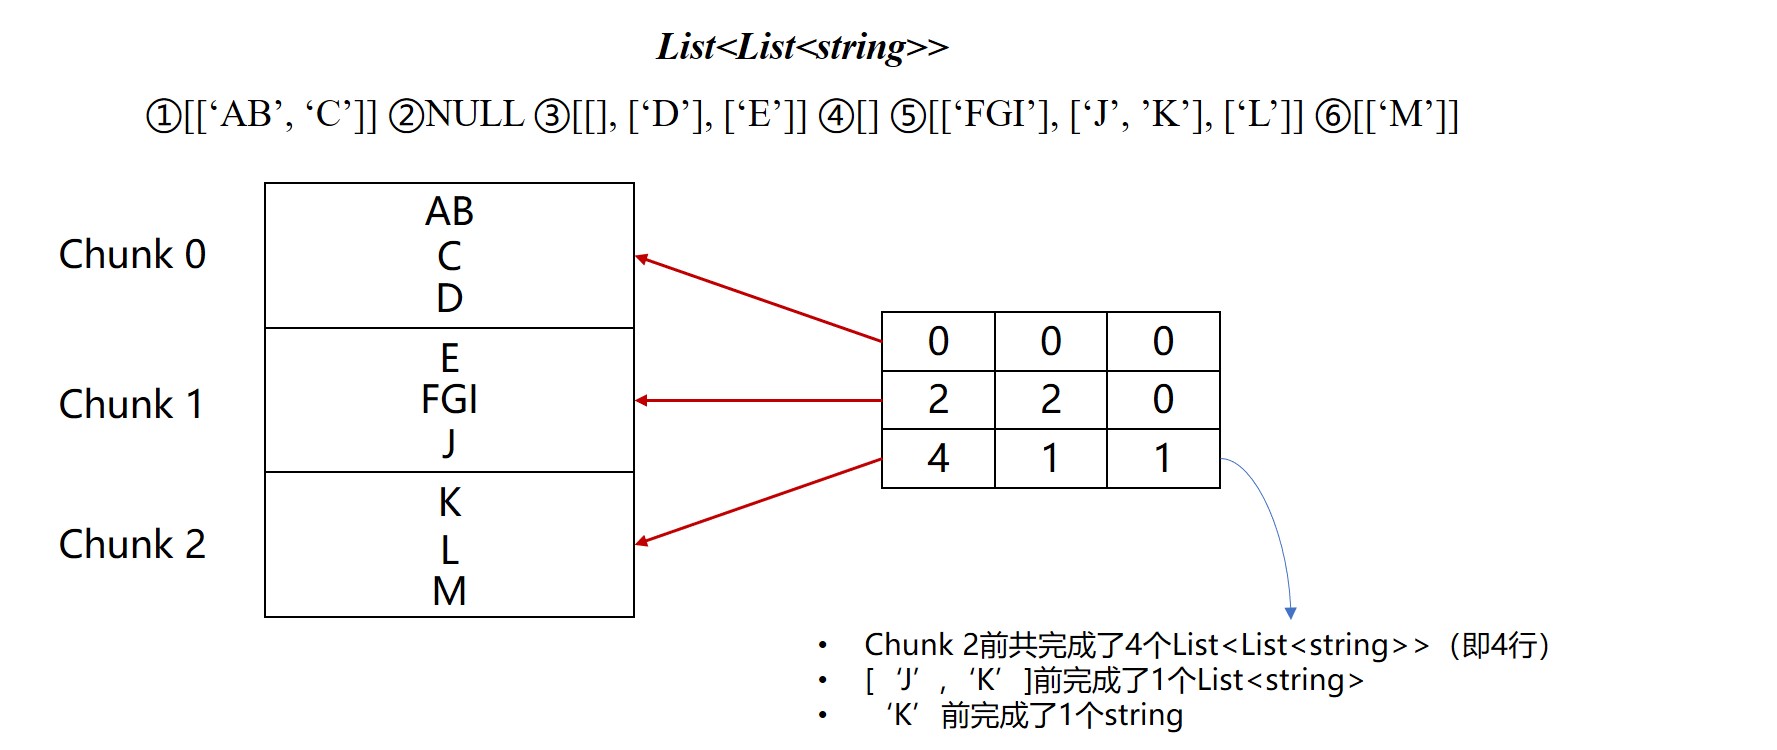 List<List<string>>
①[[‘AB’, ‘C’]] ②NULL ③[[], [‘D’], [‘E’]] ④[] ⑤[[‘FGI’], [‘J’, ’K’], [‘L’]] ⑥[[‘M’]]
Chunk 0
AB
C
D
Chunk 1
E
FGI
J
Chunk 2
K
L
M
0 0 0
2 2 0
4 1 1
• Chunk 2前共完成了4个List<List<string>>（即4行）
• [‘J’, ‘K’]前完成了1个List<string>
• ‘K’前完成了1个string